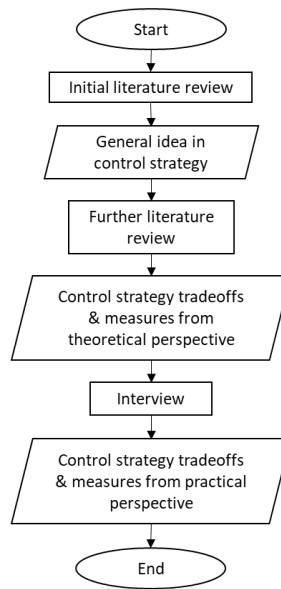 Start
Initial literature review
General idea in
control strategy
Further literature
review
Control strategy tradeoffs
& measures from
theoretical perspective
Interview
Control strategy tradeoffs
& measures from practical
perspective
End